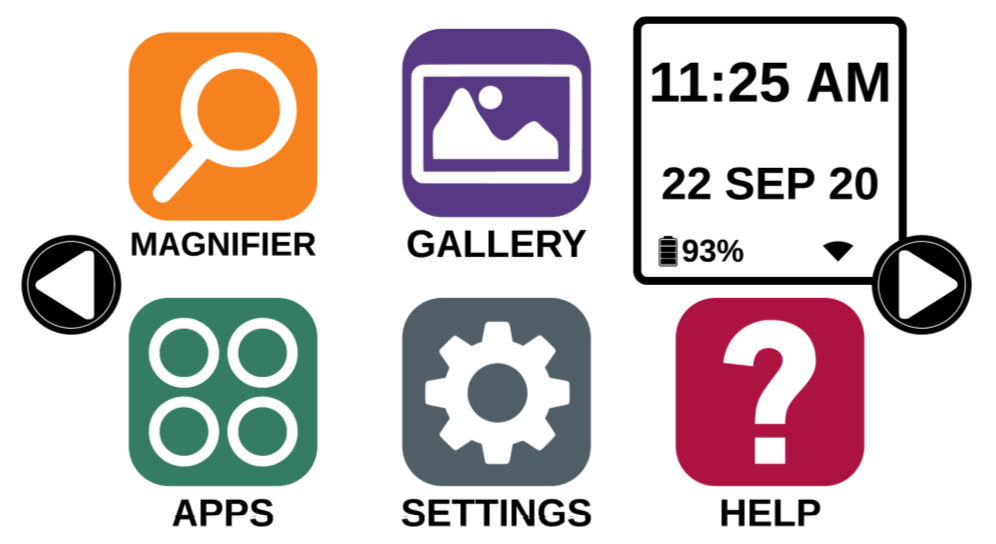 11:25 AM
22 SEP 20
93%
MAGNIFIER
GALLERY
APPS
SETTINGS
HELP